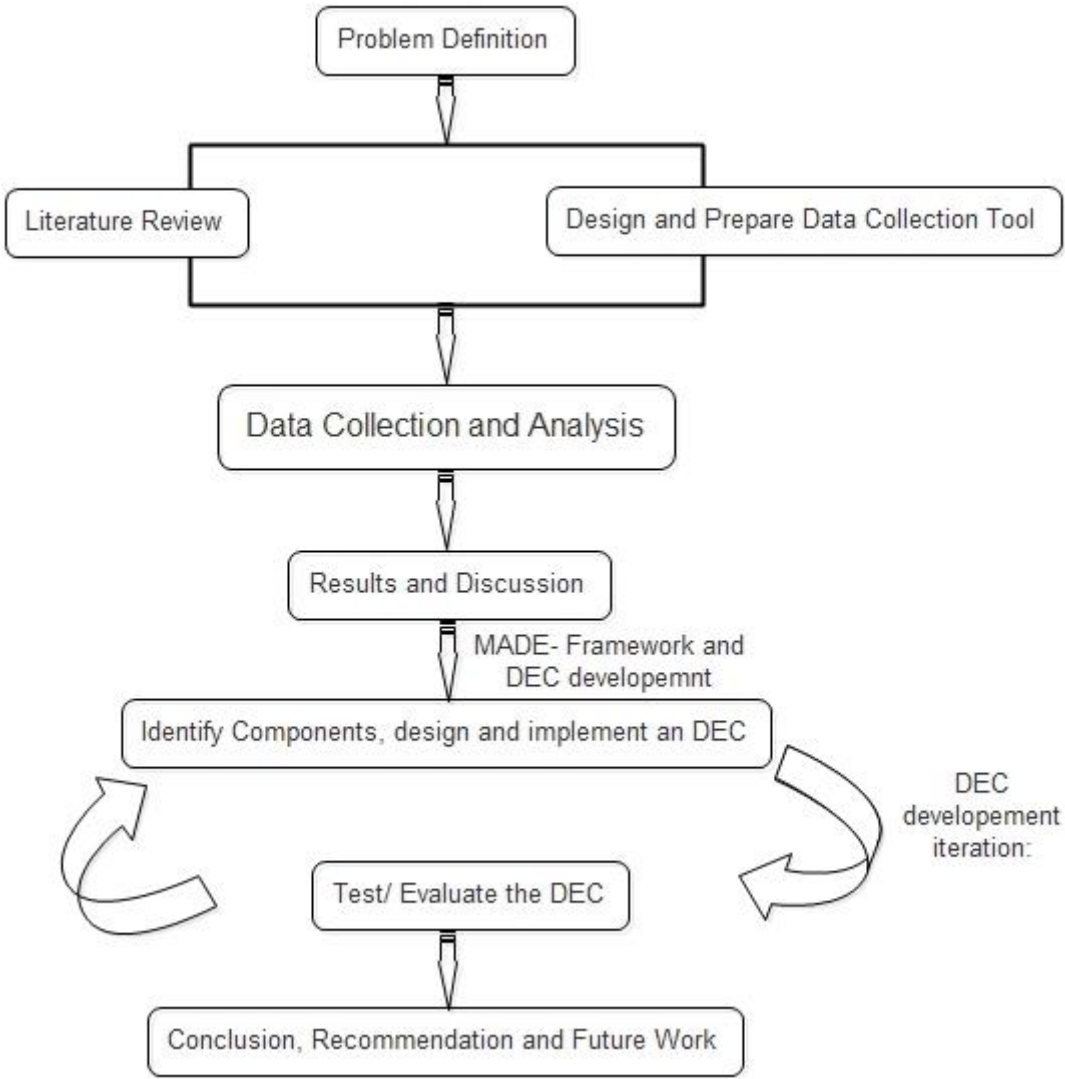 Problem Definition
Literature Review
Design and Prepare Data Collection Tool
Data Collection and Analysis
Results and Discussion
MADE- Framework and
DEC developemnt
Identify Components, design and implement an DEC
DEC
developement
iteration:
Test/ Evaluate the DEC
Conclusion, Recommendation and Future Work